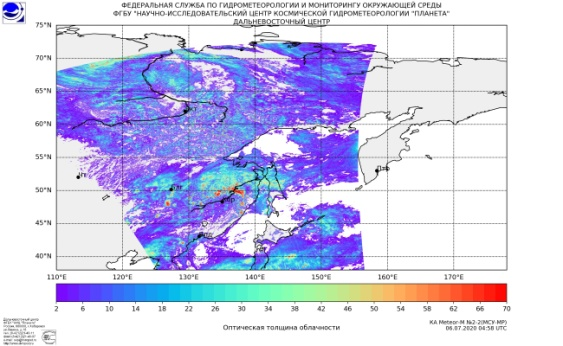 ФЕДЕРАЛЬНАЯ СЛУЖБА ПО ГИДРОМЕТЕОРОЛОГИИ И МОНИТОРИНГУ ОКРУЖАЮЩЕЙ СРЕДЫ
ФГБУ "НАУЧНО-ИССЛЕДОВАТЕЛЬСКИЙ ЦЕНТР КОСМИЧЕСКОЙ ГИДРОМЕТЕОРОЛОГИИ "ПЛАНЕТА"
ДАЛЬНЕВОСТОЧНЫЙ ЦЕНТР
75°N
70°N
65°N
60°N
55°N
50°N
45°N
40°N
110°E 120°E 130°E 140°E 150°E 160°E 170°E
2 6 10 14 18 22 26 30 34 38 42 46 50 54 58 62 66 70
Оптическая толщина облачности
КА Meteor-M №2-2(МСУ-МР)
06.07.2020 04:58 UTC